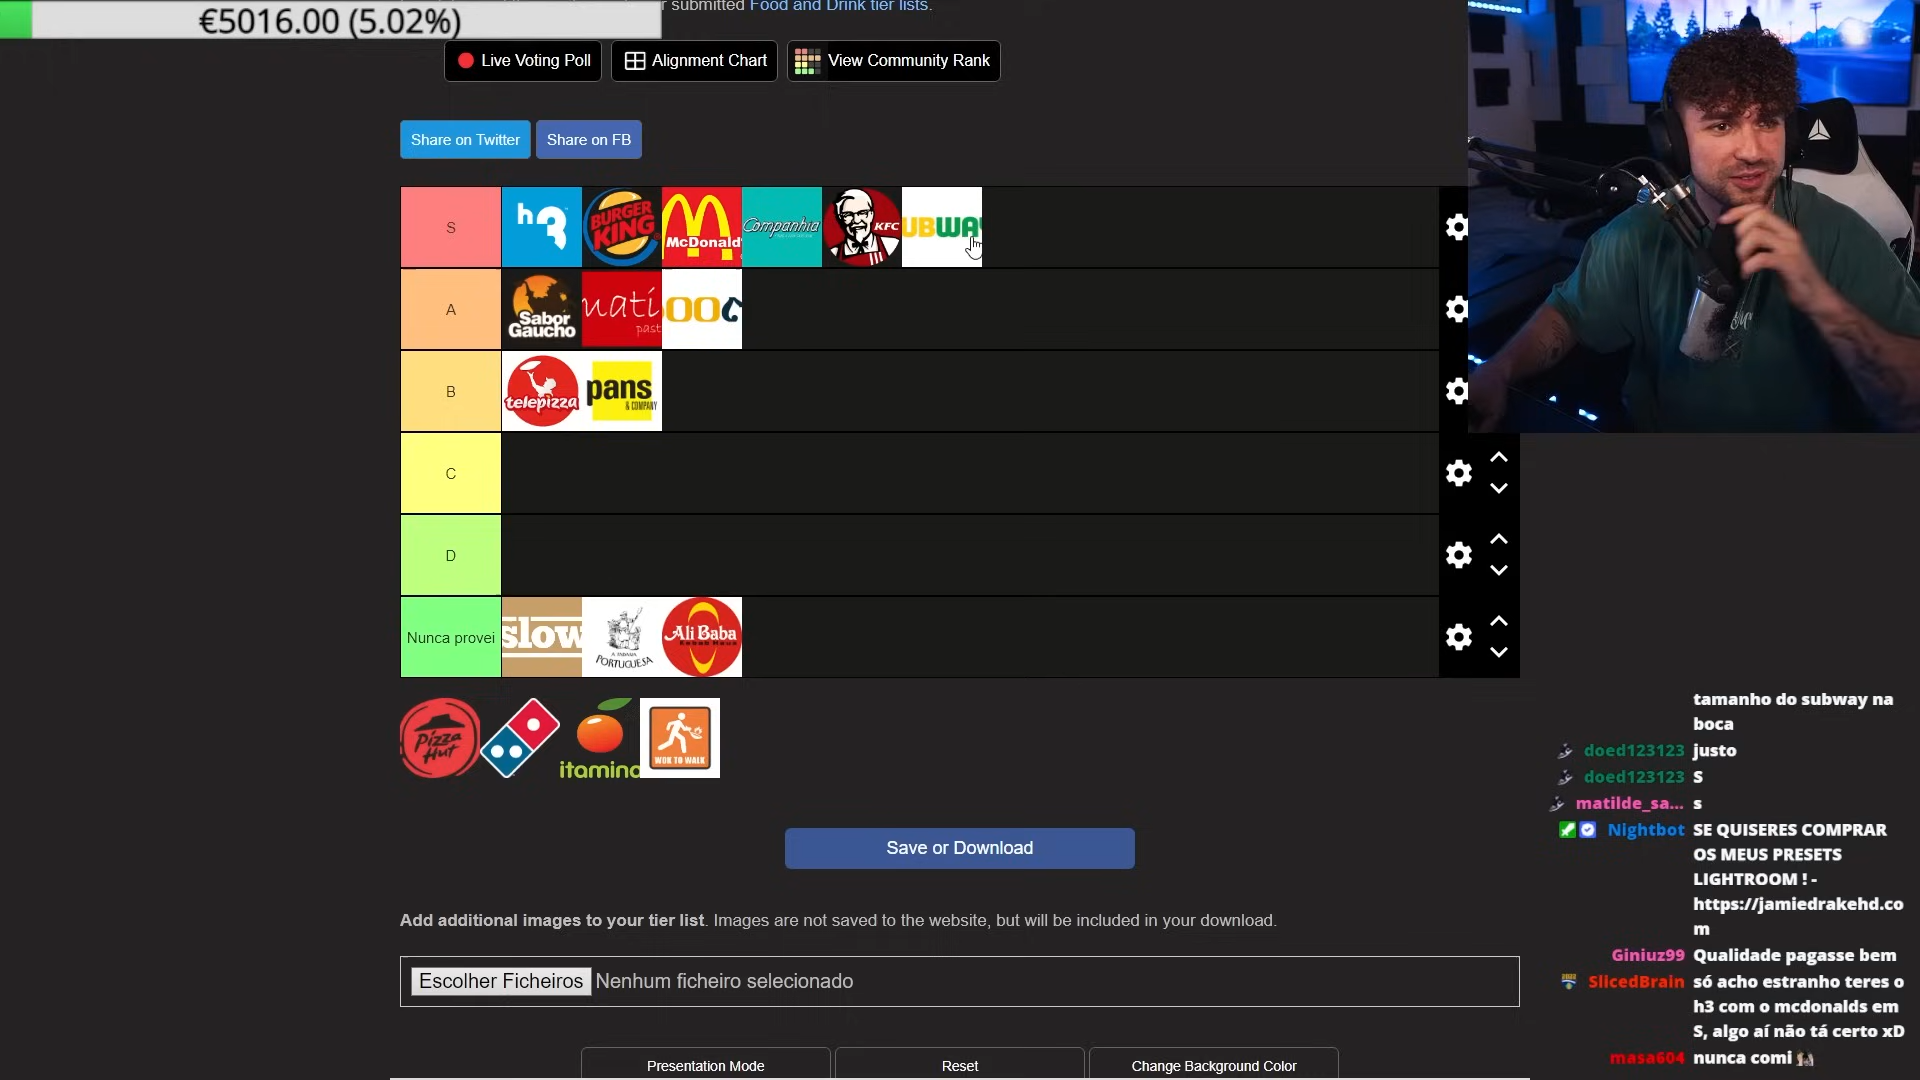 €5016.00 (5.02%)
r submitted Food and Drink tier lists.
Live Voting Poll
Alignment Chart
View Community Rank
Share on Twitter
Share on FB
S
h3
BURGER KING
McDonald'
Companhia
KFC
UBWA
A
Sabor
Gaucho
mati
past
B
telepizza
pans
& COMPANY
C
D
Nunca provei
slow
A PADARIA
PORTUGUESA
Ali Baba
Kebab Haus
Pizza
Hut
itamina
WOK TO WALK
Save or Download
Add additional images to your tier list. Images are not saved to the website, but will be included in your download.
Escolher Ficheiros Nenhum ficheiro selecionado
Presentation Mode
Reset
Change Background Color
tamanho do subway na
boca
doed123123 justo
doed123123 S
matilde_sa... s
Nightbot SE QUISERES COMPRAR
OS MEUS PRESETS
LIGHTROOM ! -
https://jamiedrakehd.co
m
Giniuz99 Qualidade pagasse bem
SlicedBrain só acho estranho teres o
h3 com o mcdonalds em
S, algo aí não tá certo xD
masa604 nunca comi